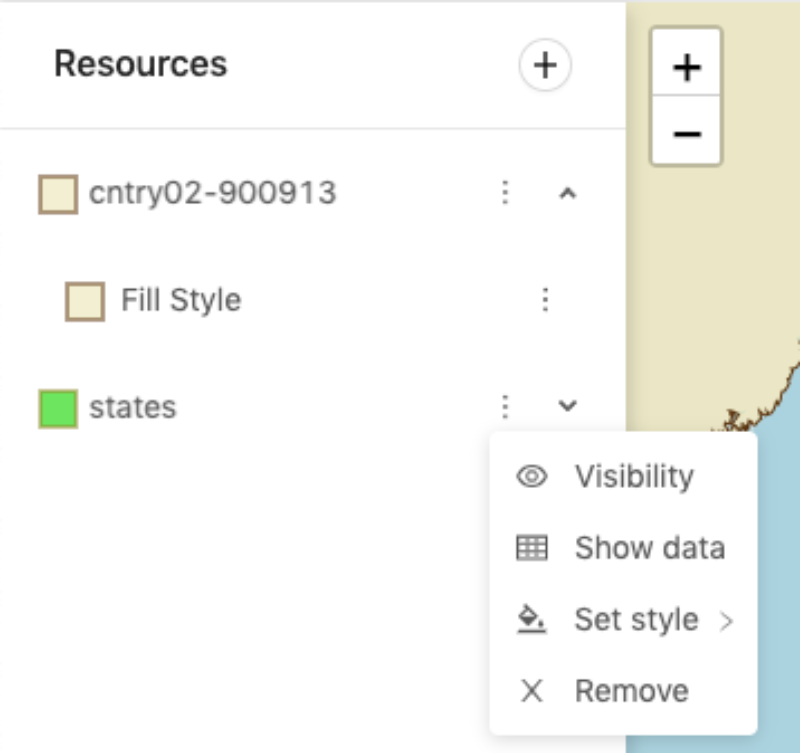 Resources
cntry02-900913
Fill Style
states
Visibility
Show data
Set style
Remove